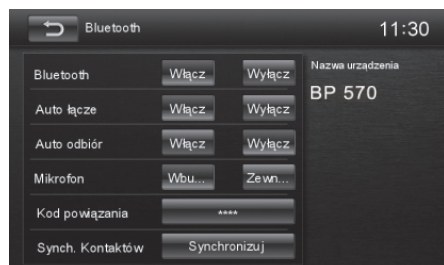 Bluetooth 11:30
Bluetooth Włącz Wyłącz
Auto łącze Włącz Wyłącz
Auto odbiór Włącz Wyłącz
Mikrofon Wbu... Zewn...
Kod powiązania ****
Synch. Kontaktów Synchronizuj
Nazwa urządzenia
BP 570